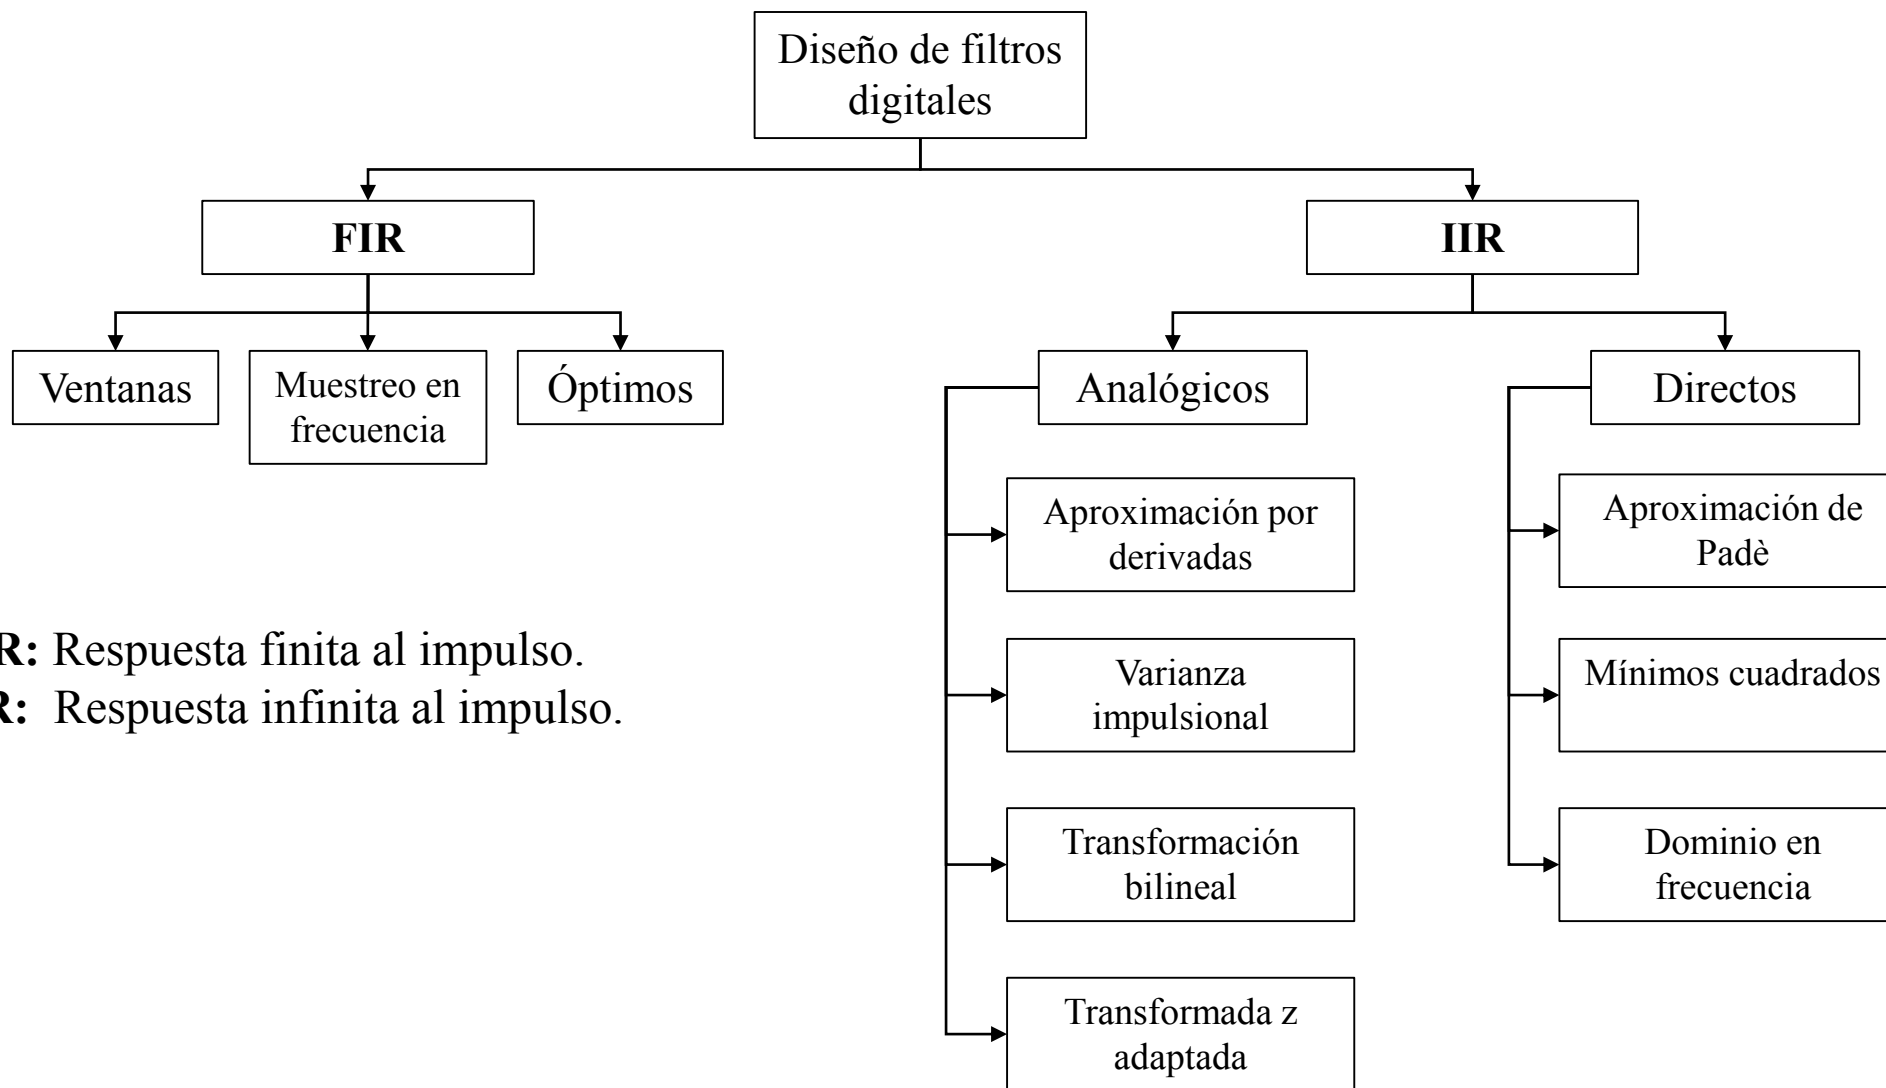 Diseño de filtros
digitales
FIR
IIR
Ventanas
Muestreo en
frecuencia
Óptimos
Analógicos
Directos
Aproximación por
derivadas
Aproximación de
Padè
R: Respuesta finita al impulso.
R: Respuesta infinita al impulso.
Varianza
impulsional
Mínimos cuadrados
Transformación
bilineal
Dominio en
frecuencia
Transformada z
adaptada